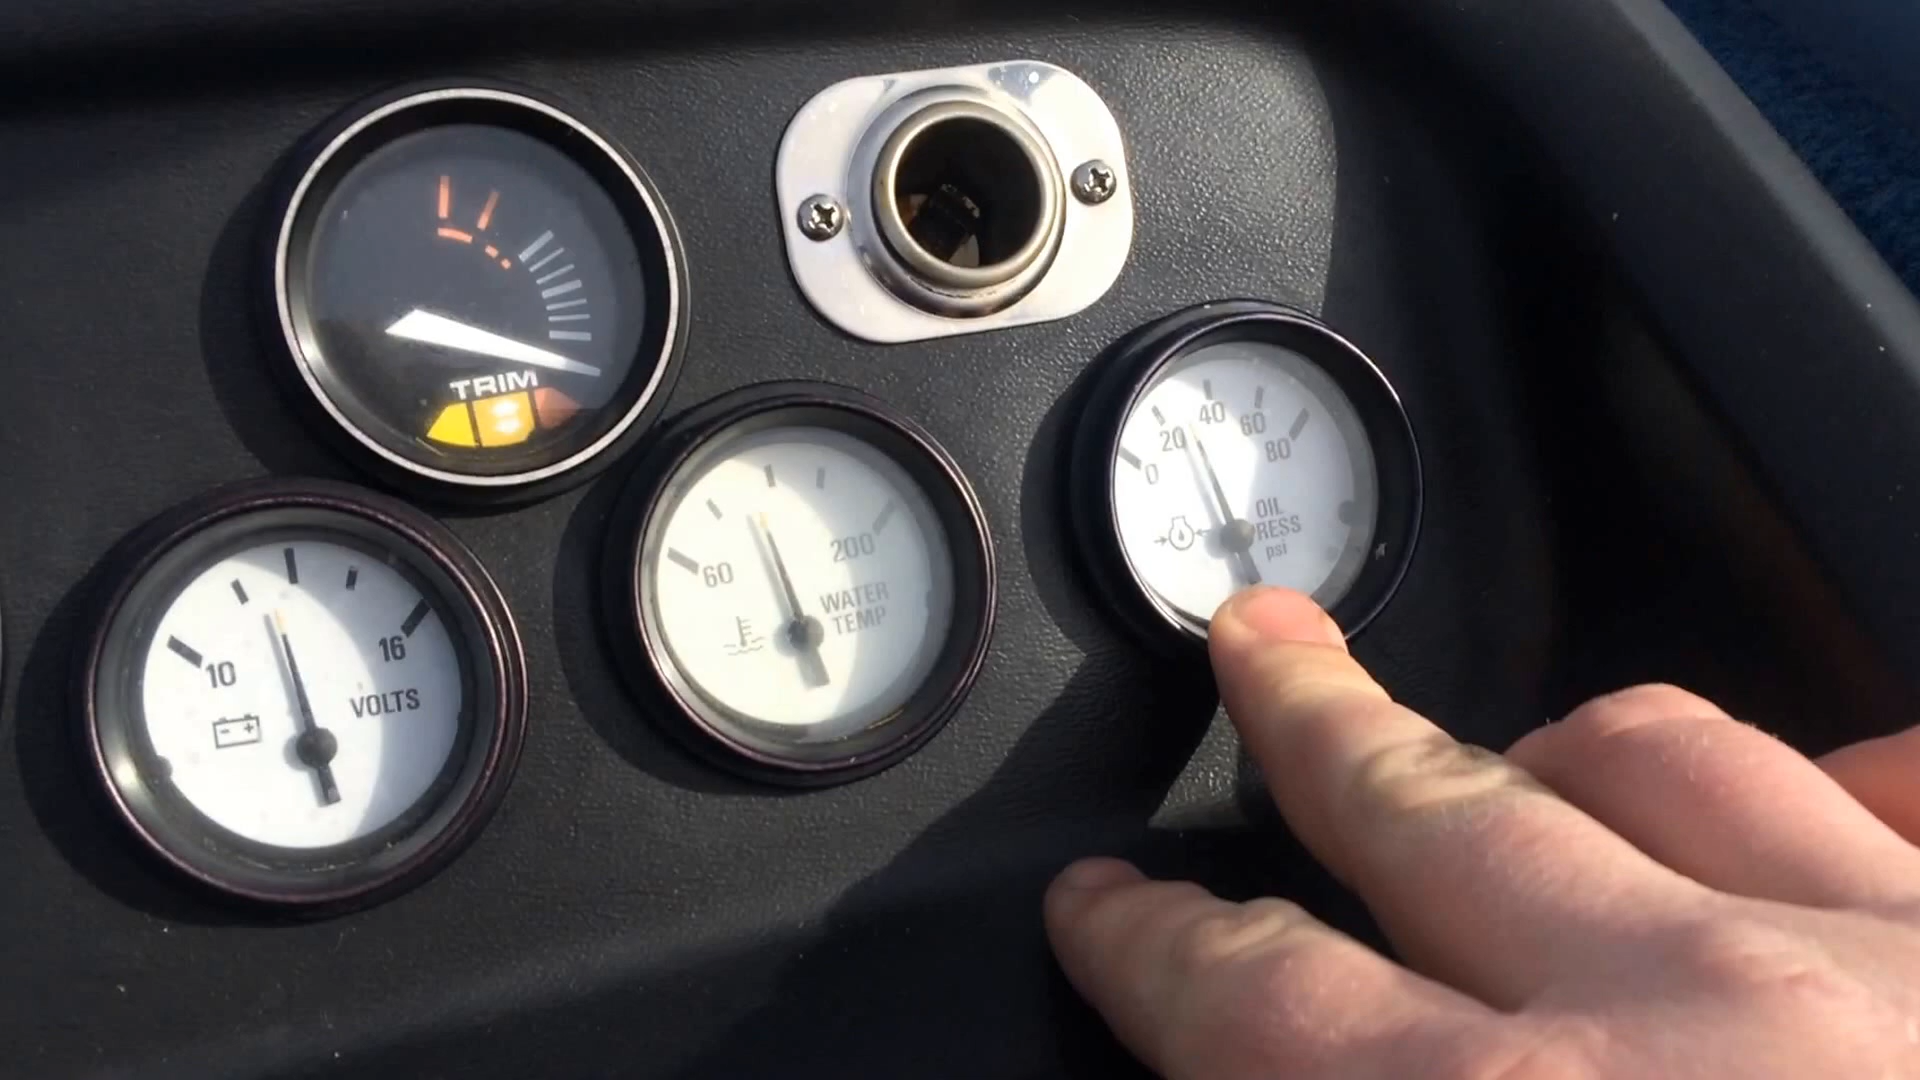 TRIM
10
16
VOLTS
- +
60
200
WATER
TEMP
0
20
40
60
80
OIL
PRESS
psi